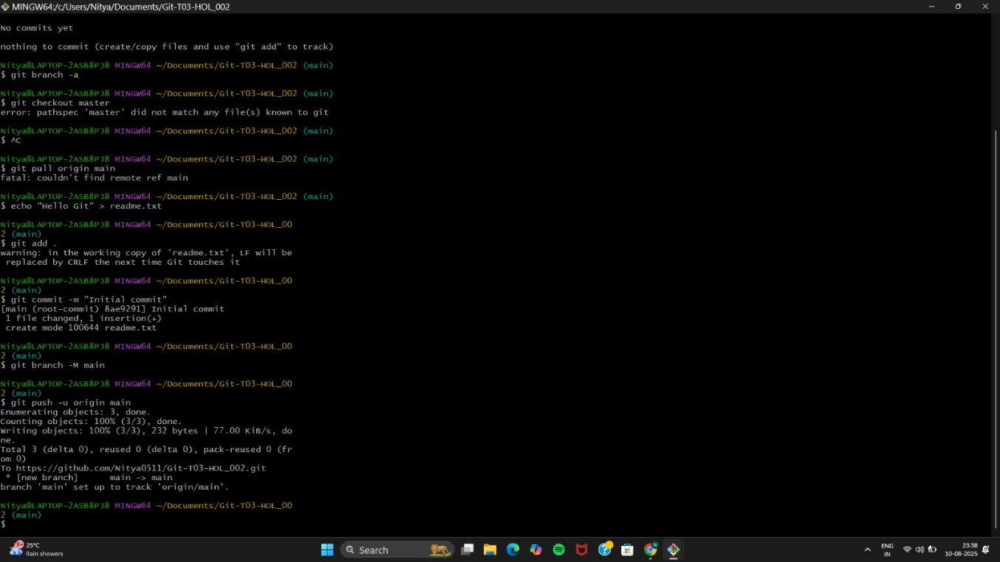 MINGW64:/c/Users/Nitya/Documents/Git-T03-HOL_002
No commits yet
nothing to commit (create/copy files and use "git add" to track)
Nitya@LAPTOP-2ASB8PJ8 MINGW64 ~/Documents/Git-T03-HOL_002 (main)
$ git branch -a
Nitya@LAPTOP-2ASB8PJ8 MINGW64 ~/Documents/Git-T03-HOL_002 (main)
$ git checkout master
error: pathspec 'master' did not match any file(s) known to git
Nitya@LAPTOP-2ASB8PJ8 MINGW64 ~/Documents/Git-T03-HOL_002 (main)
$ ^C
Nitya@LAPTOP-2ASB8PJ8 MINGW64 ~/Documents/Git-T03-HOL_002 (main)
$ git pull origin main
fatal: couldn't find remote ref main
Nitya@LAPTOP-2ASB8PJ8 MINGW64 ~/Documents/Git-T03-HOL_002 (main)
$ echo "Hello Git" > readme.txt
Nitya@LAPTOP-2ASB8PJ8 MINGW64 ~/Documents/Git-T03-HOL_00
2 (main)
$ git add .
warning: in the working copy of 'readme.txt', LF will be
 replaced by CRLF the next time Git touches it
Nitya@LAPTOP-2ASB8PJ8 MINGW64 ~/Documents/Git-T03-HOL_00
2 (main)
$ git commit -m "Initial commit"
[main (root-commit) 8ae9291] Initial commit
 1 file changed, 1 insertion(+)
 create mode 100644 readme.txt
Nitya@LAPTOP-2ASB8PJ8 MINGW64 ~/Documents/Git-T03-HOL_00
2 (main)
$ git branch -M main
Nitya@LAPTOP-2ASB8PJ8 MINGW64 ~/Documents/Git-T03-HOL_00
2 (main)
$ git push -u origin main
Enumerating objects: 3, done.
Counting objects: 100% (3/3), done.
Writing objects: 100% (3/3), 232 bytes | 77.00 KiB/s, do
ne.
Total 3 (delta 0), reused 0 (delta 0), pack-reused 0 (fr
om 0)
To https://github.com/Nitya0511/Git-T03-HOL_002.git
 * [new branch]      main -> main
branch 'main' set up to track 'origin/main'.
Nitya@LAPTOP-2ASB8PJ8 MINGW64 ~/Documents/Git-T03-HOL_00
2 (main)
$
9+
25°C
Rain showers
Search
N
ENG
IN
23:38
10-08-2025